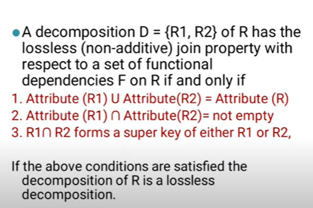 •A decomposition D = {R1, R2} of R has the
lossless (non-additive) join property with
respect to a set of functional
dependencies F on R if and only if
1. Attribute (R1) U Attribute(R2) = Attribute (R)
2. Attribute (R1) ∩ Attribute(R2)= not empty
3. R1∩ R2 forms a super key of either R1 or R2,
If the above conditions are satisfied the
decomposition of R is a lossless
decomposition.